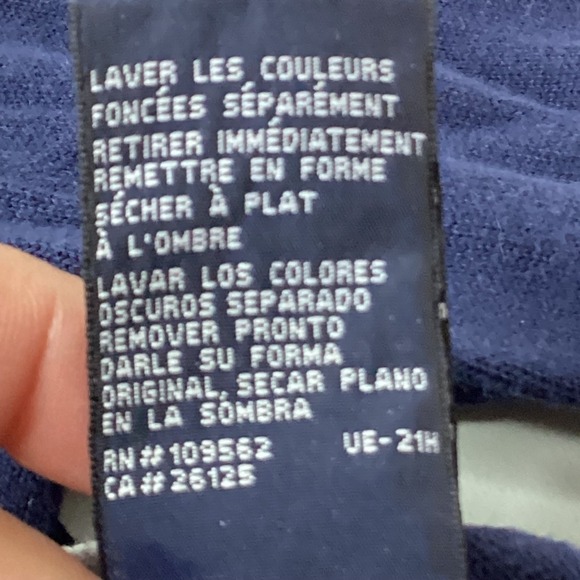 LAVER LES COULEURS
FONCÉES SÉPARÉMENT
RETIRER IMMÉDIATEMENT
REMETTRE EN FORME
SÉCHER À PLAT
À L'OMBRE
LAVAR LOS COLORES
OSCUROS SEPARADO
REMOVER PRONTO
DARLE SU FORMA
ORIGINAL, SECAR PLANO
EN LA SOMBRA
RN# 109562 UE-21H
CA# 26125